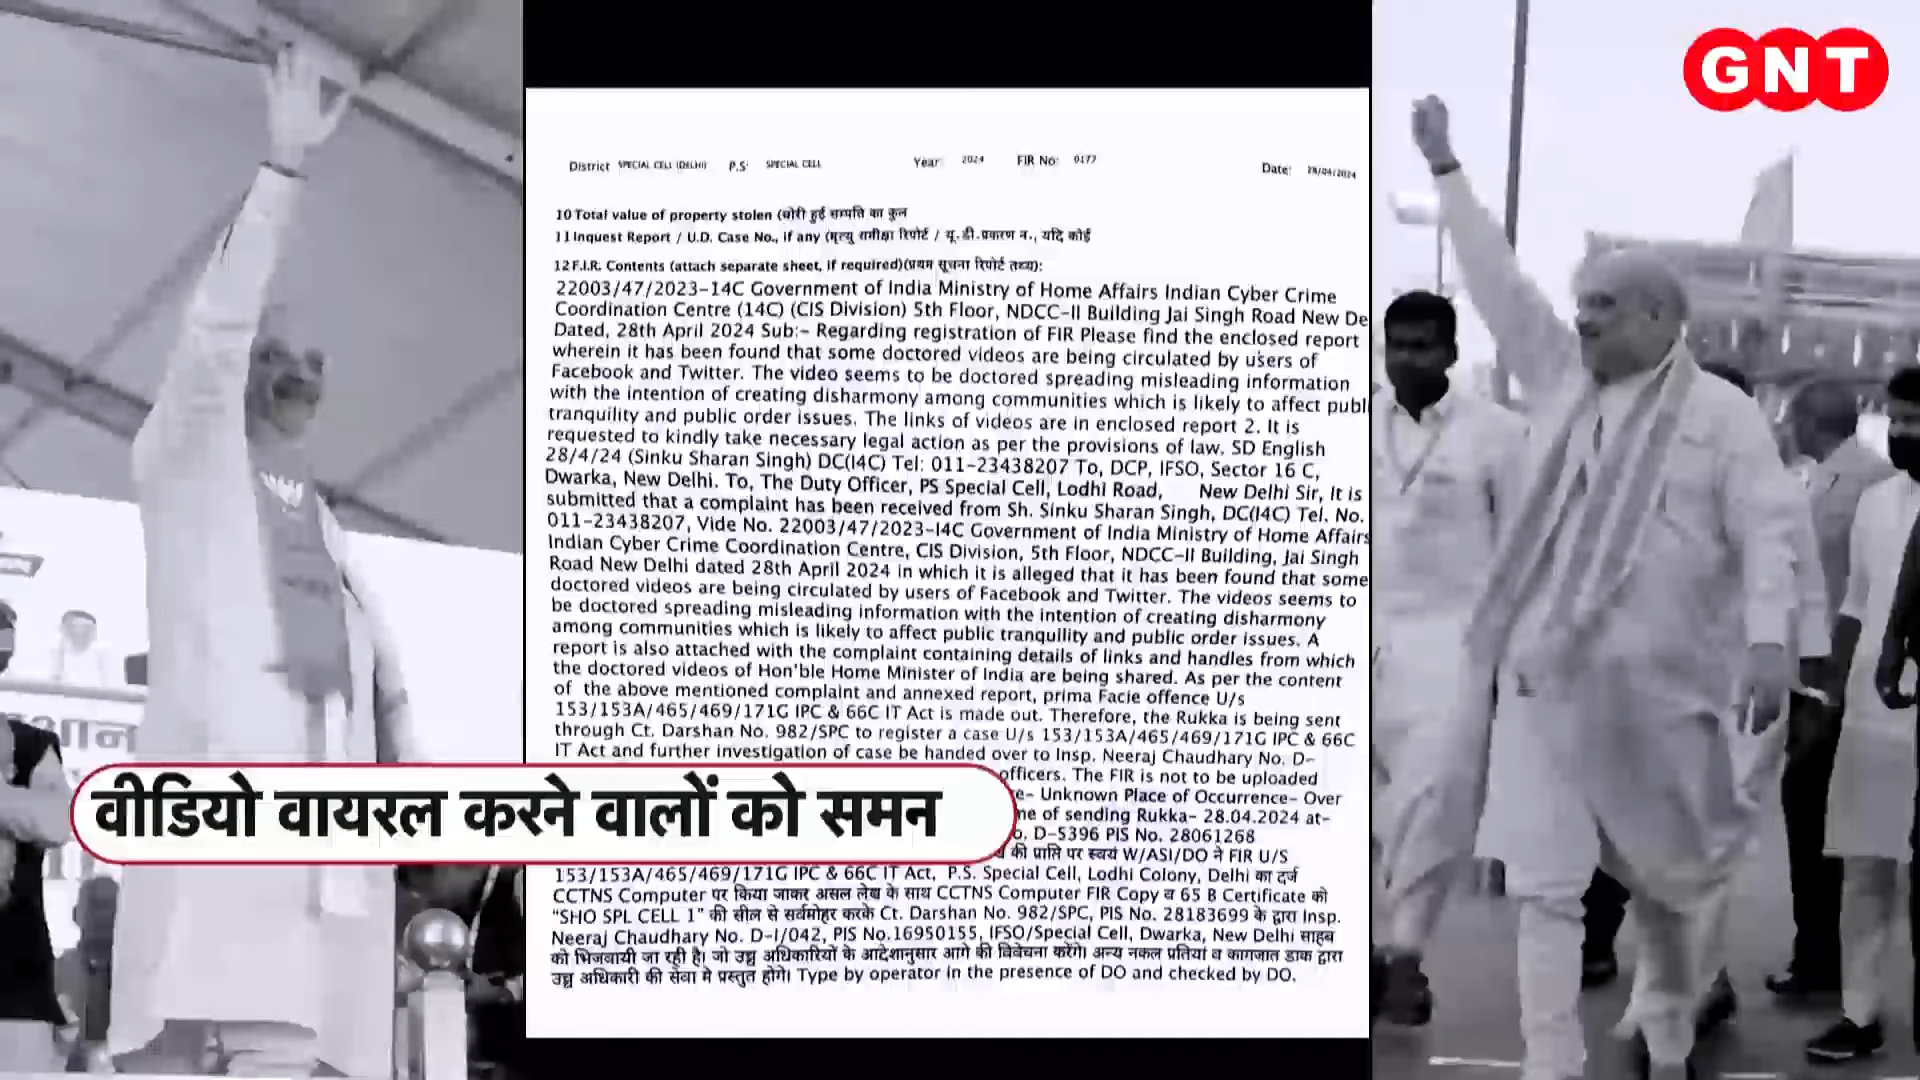 GNT
District SPECIAL CELL (DELHI) P.S: SPECIAL CELL Year: 2024 FIR No: 0177 Date: 28/04/2024
10 Total value of property stolen (चोरी हुई सम्पत्ति का कुल
11 Inquest Report / U.D. Case No., if any (मृत्यु समीक्षा रिपोर्ट / यू.डी.प्रकरण न., यदि कोई
12 F.I.R. Contents (attach separate sheet, if required)(प्रथम सूचना रिपोर्ट तथ्य):
22003/47/2023-14C Government of India Ministry of Home Affairs Indian Cyber Crime
Coordination Centre (14C) (CIS Division) 5th Floor, NDCC-II Building Jai Singh Road New De
Dated, 28th April 2024 Sub:- Regarding registration of FIR Please find the enclosed report
wherein it has been found that some doctored videos are being circulated by users of
Facebook and Twitter. The video seems to be doctored spreading misleading information
with the intention of creating disharmony among communities which is likely to affect publi
tranquility and public order issues. The links of videos are in enclosed report 2. It is
requested to kindly take necessary legal action as per the provisions of law. SD English
28/4/24 (Sinku Sharan Singh) DC(I4C) Tel: 011-23438207 To, DCP, IFSO, Sector 16 C,
Dwarka, New Delhi. To, The Duty Officer, PS Special Cell, Lodhi Road, New Delhi Sir, It is
submitted that a complaint has been received from Sh. Sinku Sharan Singh, DC(I4C) Tel. No.
011-23438207, Vide No. 22003/47/2023-I4C Government of India Ministry of Home Affairs
Indian Cyber Crime Coordination Centre, CIS Division, 5th Floor, NDCC-II Building, Jai Singh
Road New Delhi dated 28th April 2024 in which it is alleged that it has been found that some
doctored videos are being circulated by users of Facebook and Twitter. The videos seems to
be doctored spreading misleading information with the intention of creating disharmony
among communities which is likely to affect public tranquility and public order issues. A
report is also attached with the complaint containing details of links and handles from which
the doctored videos of Hon'ble Home Minister of India are being shared. As per the content
of the above mentioned complaint and annexed report, prima Facie offence U/s
153/153A/465/469/171G IPC & 66C IT Act is made out. Therefore, the Rukka is being sent
through Ct. Darshan No. 982/SPC to register a case U/s 153/153A/465/469/171G IPC & 66C
IT Act and further investigation of case be handed over to Insp. Neeraj Chaudhary No. D-
officers. The FIR is not to be uploaded
e- Unknown Place of Occurrence- Over
me of sending Rukka- 28.04.2024 at-
o. D-5396 PIS No. 28061268
की प्राप्ति पर स्वयं W/ASI/DO ने FIR U/S
वीडियो वायरल करने वालों को समन
153/153A/465/469/171G IPC & 66C IT Act, P.S. Special Cell, Lodhi Colony, Delhi का दर्ज
CCTNS Computer पर किया जाकर असल लेख के साथ CCTNS Computer FIR Copy व 65 B Certificate को
"SHO SPL CELL 1" की सील से सर्वमोहर करके Ct. Darshan No. 982/SPC, PIS No. 28183699 के द्वारा Insp.
Neeraj Chaudhary No. D-I/042, PIS No.16950155, IFSO/Special Cell, Dwarka, New Delhi साहब
को भिजवायी जा रही है। जो उच्च अधिकारियों के आदेशानुसार आगे की विवेचना करेंगे। अन्य नकल प्रतियां व कागजात डाक द्वारा
उच्च अधिकारी की सेवा मे प्रस्तुत होंगे। Type by operator in the presence of DO and checked by DO.